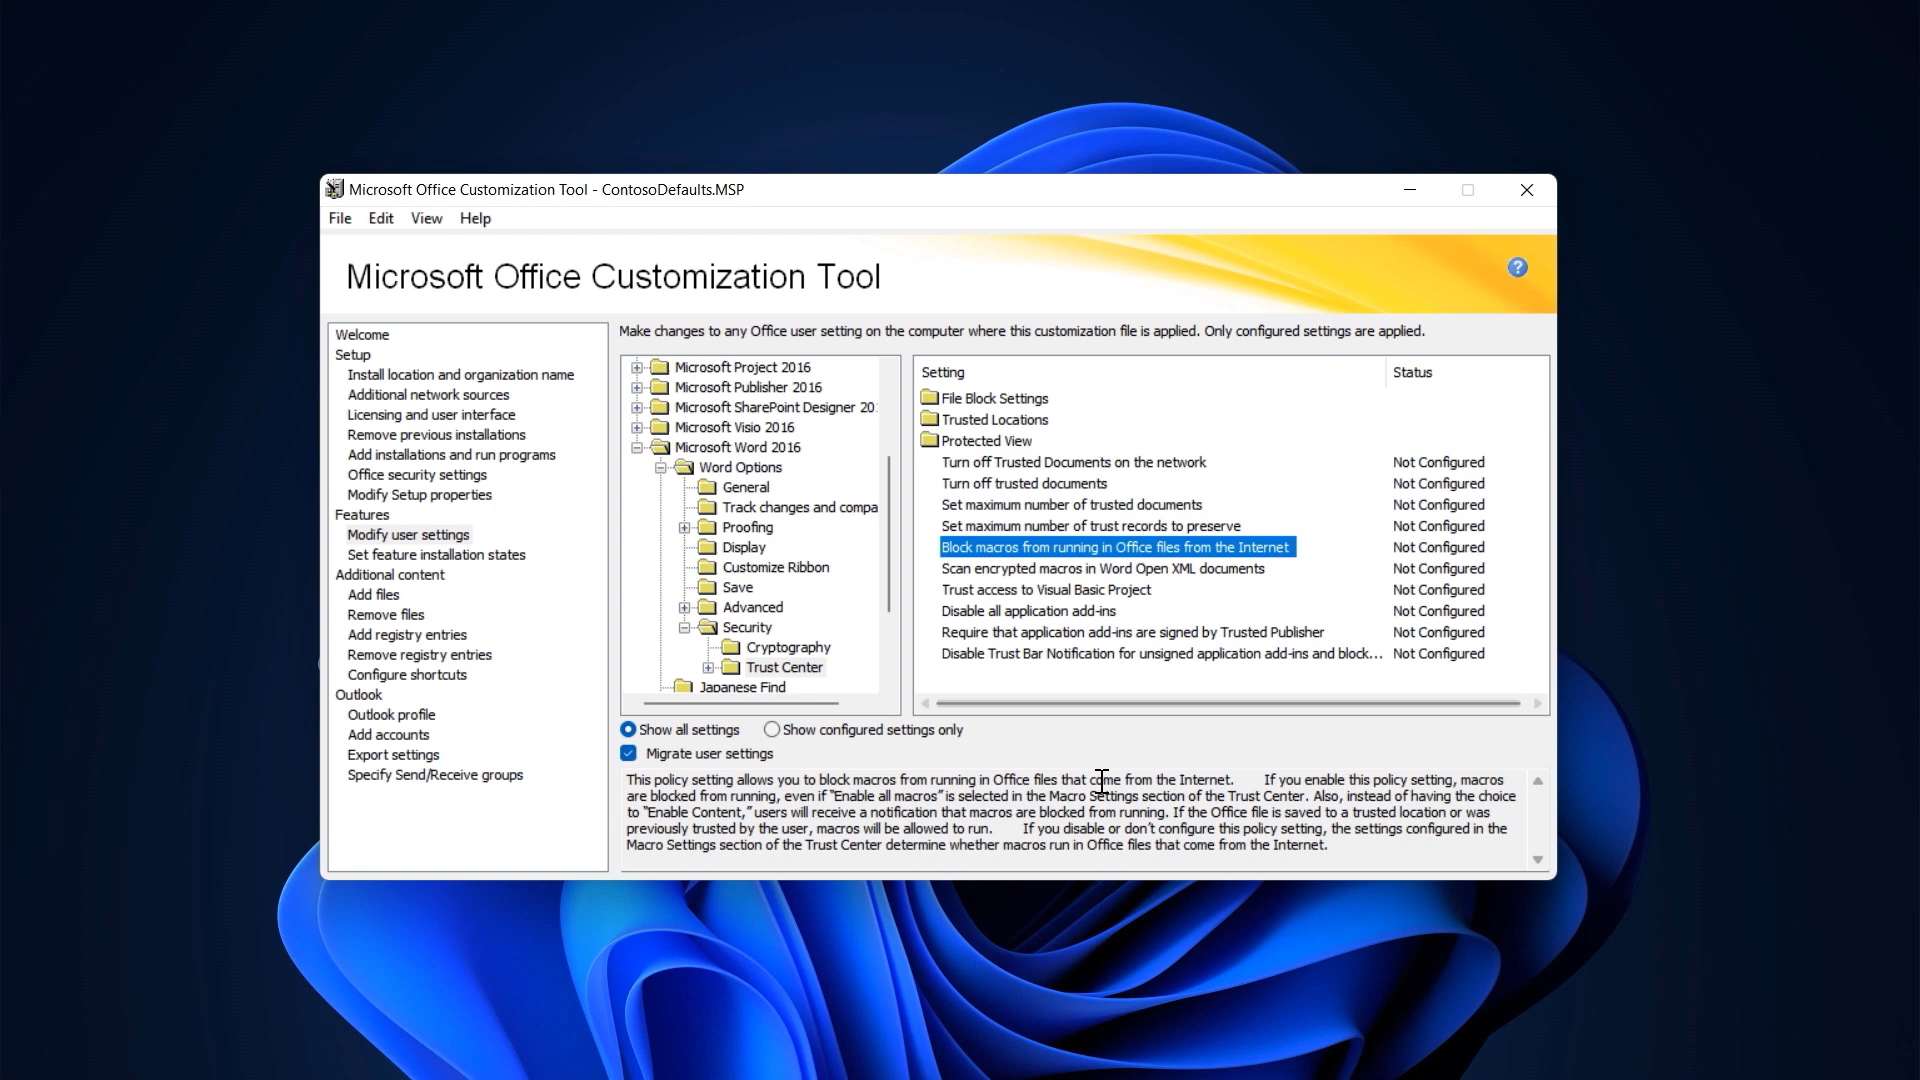 Microsoft Office Customization Tool - ContosoDefaults.MSP
File Edit View Help
Microsoft Office Customization Tool
?
Welcome
Setup
Install location and organization name
Additional network sources
Licensing and user interface
Remove previous installations
Add installations and run programs
Office security settings
Modify Setup properties
Features
Modify user settings
Set feature installation states
Additional content
Add files
Remove files
Add registry entries
Remove registry entries
Configure shortcuts
Outlook
Outlook profile
Add accounts
Export settings
Specify Send/Receive groups
Make changes to any Office user setting on the computer where this customization file is applied. Only configured settings are applied.
Microsoft Project 2016
Microsoft Publisher 2016
Microsoft SharePoint Designer 20
Microsoft Visio 2016
Microsoft Word 2016
Word Options
General
Track changes and compa
Proofing
Display
Customize Ribbon
Save
Advanced
Security
Cryptography
Trust Center
Japanese Find
Setting Status
File Block Settings
Trusted Locations
Protected View
Turn off Trusted Documents on the network Not Configured
Turn off trusted documents Not Configured
Set maximum number of trusted documents Not Configured
Set maximum number of trust records to preserve Not Configured
Block macros from running in Office files from the Internet Not Configured
Scan encrypted macros in Word Open XML documents Not Configured
Trust access to Visual Basic Project Not Configured
Disable all application add-ins Not Configured
Require that application add-ins are signed by Trusted Publisher Not Configured
Disable Trust Bar Notification for unsigned application add-ins and block... Not Configured
Show all settings Show configured settings only
Migrate user settings
This policy setting allows you to block macros from running in Office files that come from the Internet. If you enable this policy setting, macros
are blocked from running, even if "Enable all macros" is selected in the Macro Settings section of the Trust Center. Also, instead of having the choice
to "Enable Content," users will receive a notification that macros are blocked from running. If the Office file is saved to a trusted location or was
previously trusted by the user, macros will be allowed to run. If you disable or don't configure this policy setting, the settings configured in the
Macro Settings section of the Trust Center determine whether macros run in Office files that come from the Internet.